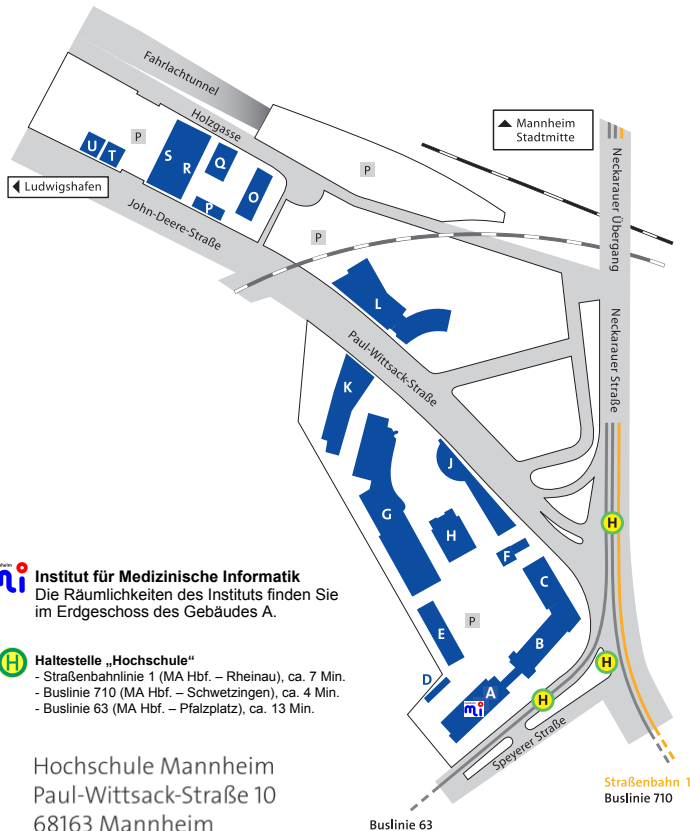 Fahrlachtunnel
Holzgasse
▲ Mannheim
Stadtmitte
P
U
T
S
R
Q
P
O
P
◀ Ludwigshafen
John-Deere-Straße
P
Neckarauer Übergang
L
Neckarauer Straße
Paul-Wittsack-Straße
K
J
G
H
H
F
C
E
P
B
D
A
mi
H
H
Speyerer Straße
Institut für Medizinische Informatik
Die Räumlichkeiten des Instituts finden Sie
im Erdgeschoss des Gebäudes A.
H
Haltestelle „Hochschule“
- Straßenbahnlinie 1 (MA Hbf. – Rheinau), ca. 7 Min.
- Buslinie 710 (MA Hbf. – Schwetzingen), ca. 4 Min.
- Buslinie 63 (MA Hbf. – Pfalzplatz), ca. 13 Min.
Hochschule Mannheim
Paul-Wittsack-Straße 10
68163 Mannheim
Straßenbahn 1
Buslinie 710
Buslinie 63